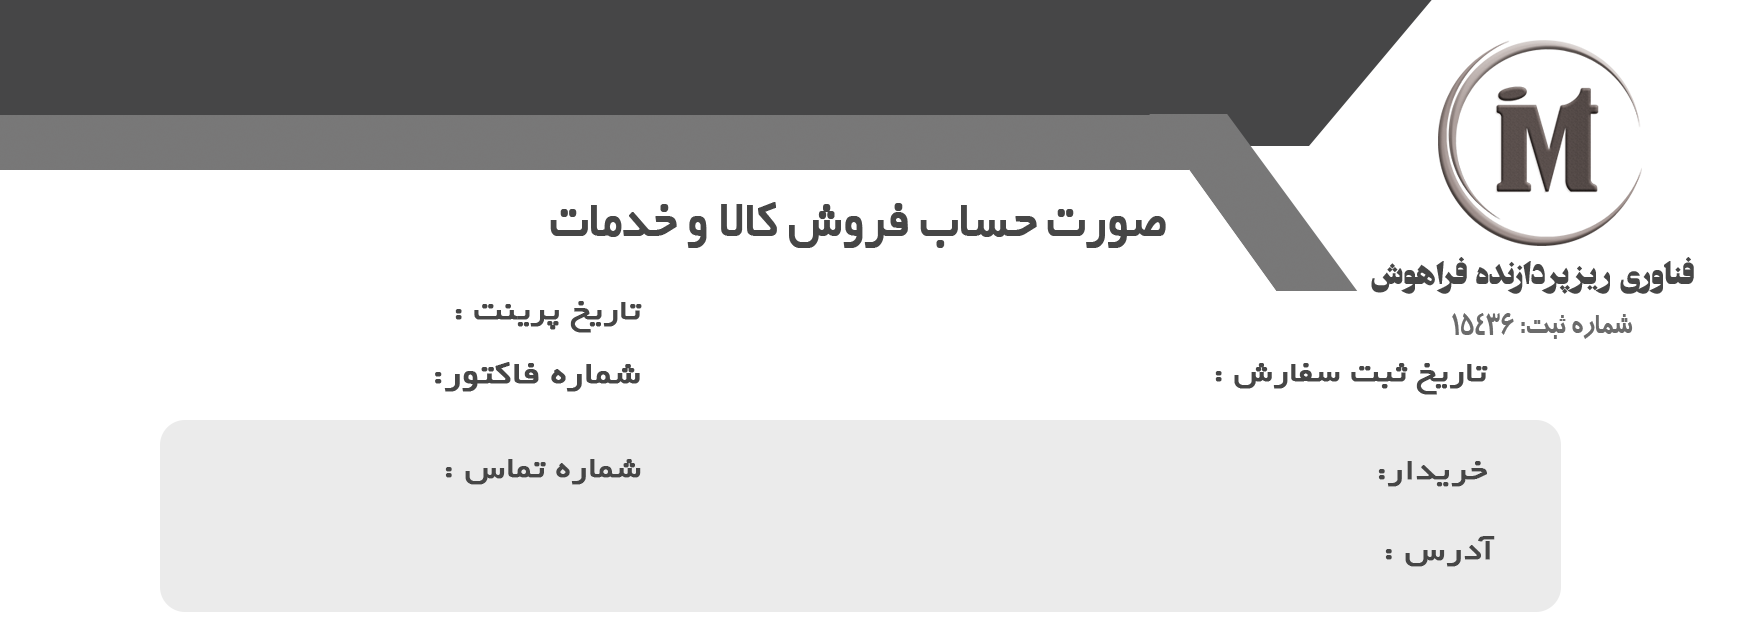 iMt
فناوری ریزپردازنده فراهوش
شماره ثبت: ۱۵٤۳۶
صورت حساب فروش کالا و خدمات
تاریخ پرینت :
تاریخ ثبت سفارش :
شماره فاکتور:
خریدار:
شماره تماس :
آدرس :